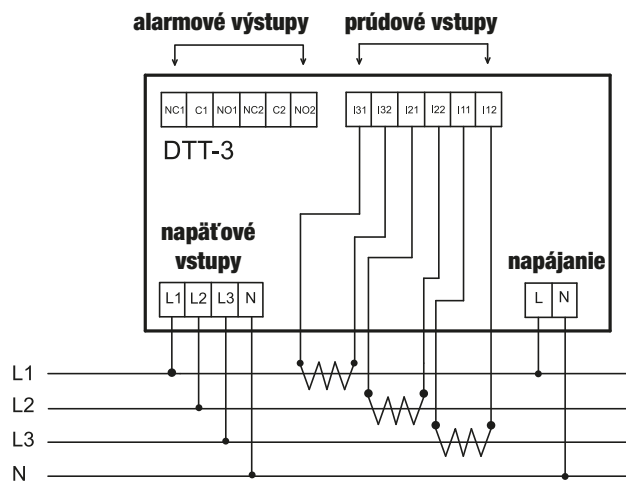 alarmové výstupy prúdové vstupy
NC1 C1 NO1 NC2 C2 NO2 I31 I32 I21 I22 I11 I12
DTT-3
napäťové
vstupy
napájanie
L1 L2 L3 N L N
L1
L2
L3
N